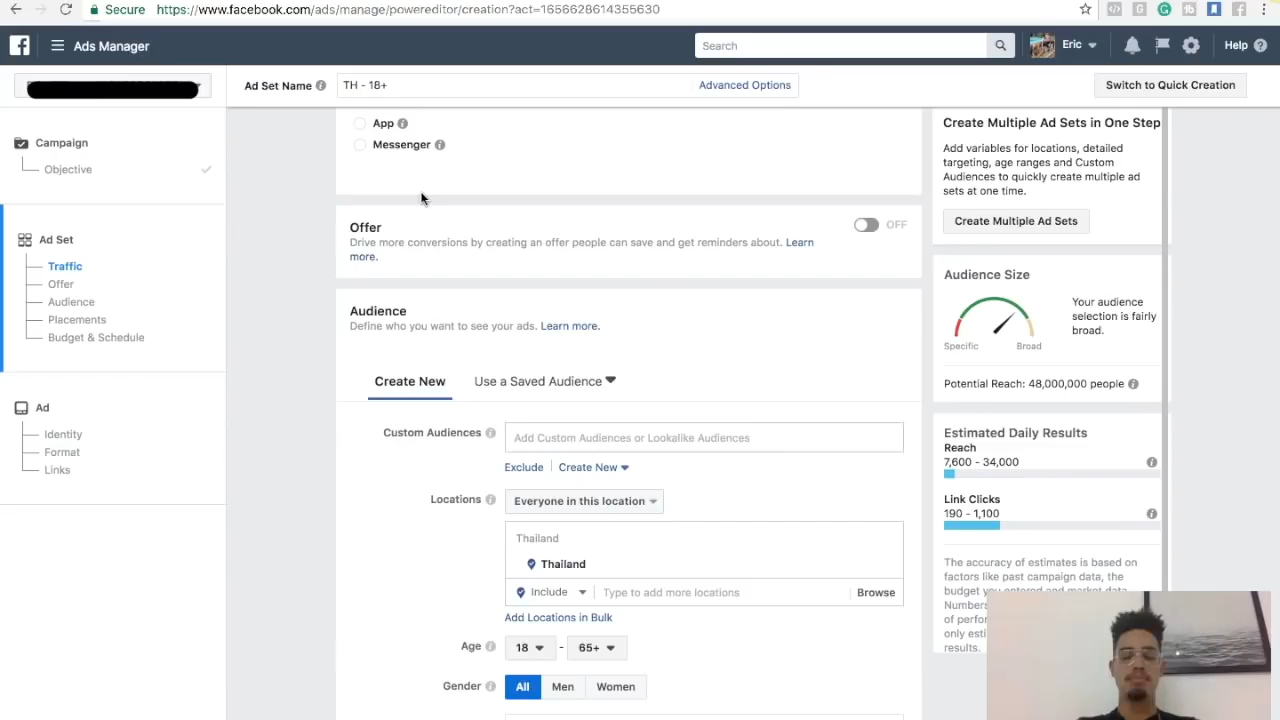 Secure https://www.facebook.com/ads/manage/powereditor/creation?act=1656628614355630
Ads Manager
Search
Eric
Help
Ad Set Name
TH - 18+
Advanced Options
Switch to Quick Creation
Campaign
Objective
Ad Set
Traffic
Offer
Audience
Placements
Budget & Schedule
Ad
Identity
Format
Links
App
Messenger
Offer
OFF
Drive more conversions by creating an offer people can save and get reminders about. Learn
more.
Audience
Define who you want to see your ads. Learn more.
Create New
Use a Saved Audience
Custom Audiences
Add Custom Audiences or Lookalike Audiences
Exclude
Create New
Locations
Everyone in this location
Thailand
Thailand
Include
Type to add more locations
Browse
Add Locations in Bulk
Age
18 - 65+
Gender
All
Men
Women
Create Multiple Ad Sets in One Step
Add variables for locations, detailed
targeting, age ranges and Custom
Audiences to quickly create multiple ad
sets at one time.
Create Multiple Ad Sets
Audience Size
Specific
Broad
Your audience
selection is fairly
broad.
Potential Reach: 48,000,000 people
Estimated Daily Results
Reach
7,600 - 34,000
Link Clicks
190 - 1,100
The accuracy of estimates is based on
factors like past campaign data, the
budget you entered and market data.
Numbers
of perfor
only esti
results.